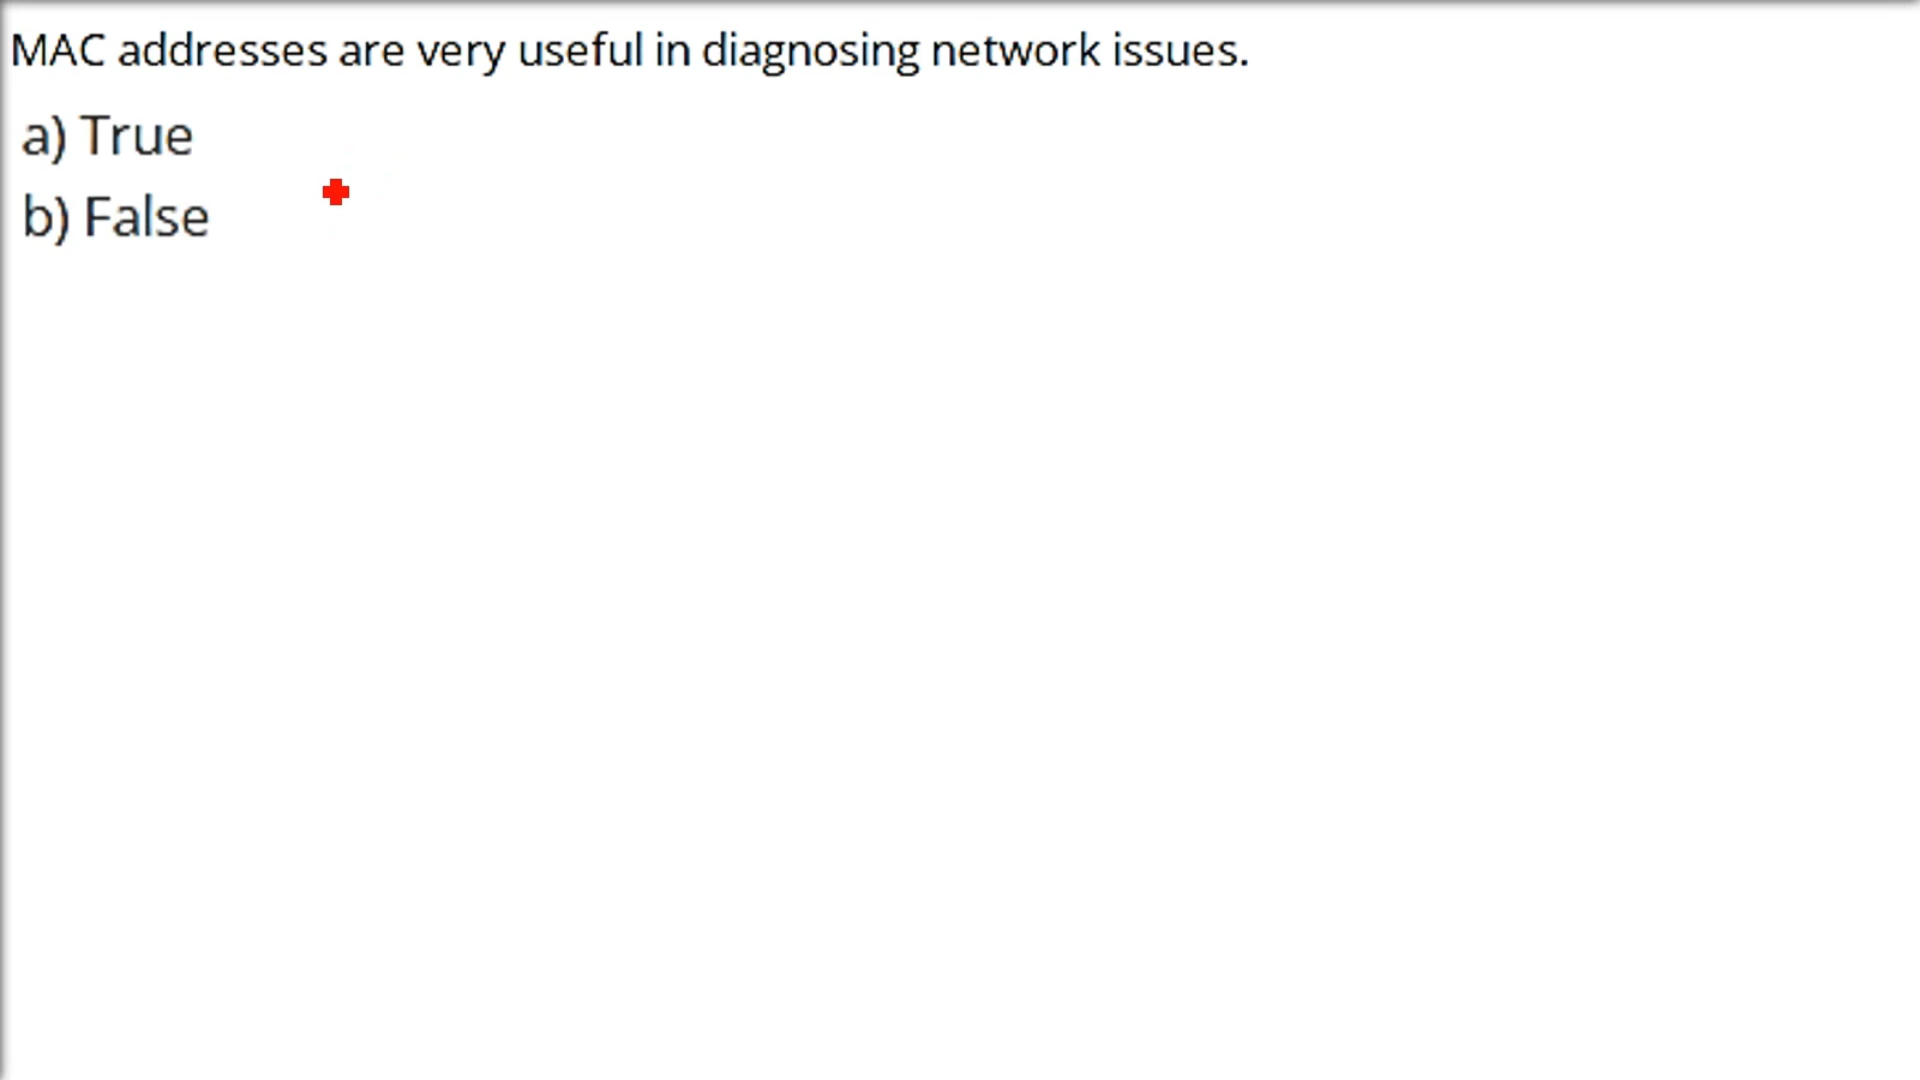 MAC addresses are very useful in diagnosing network issues.
a) True
b) False